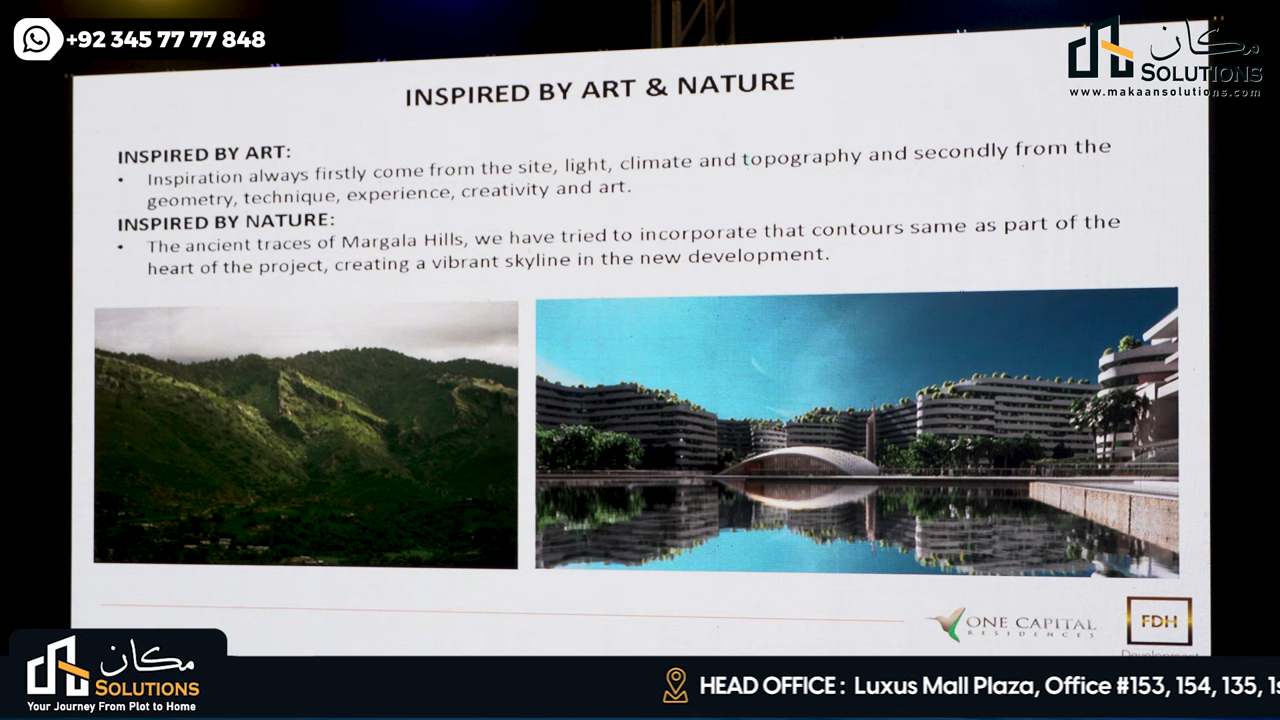 +92 345 77 77 848
مكان
SOLUTIONS
www.makaansolutions.com
INSPIRED BY ART & NATURE
INSPIRED BY ART:
• Inspiration always firstly come from the site, light, climate and topography and secondly from the
geometry, technique, experience, creativity and art.
INSPIRED BY NATURE:
• The ancient traces of Margala Hills, we have tried to incorporate that contours same as part of the
heart of the project, creating a vibrant skyline in the new development.
ONE CAPITAL
RESIDENCES
FDH
Development
مكان
SOLUTIONS
Your Journey From Plot to Home
HEAD OFFICE : Luxus Mall Plaza, Office #153, 154, 135, 1s